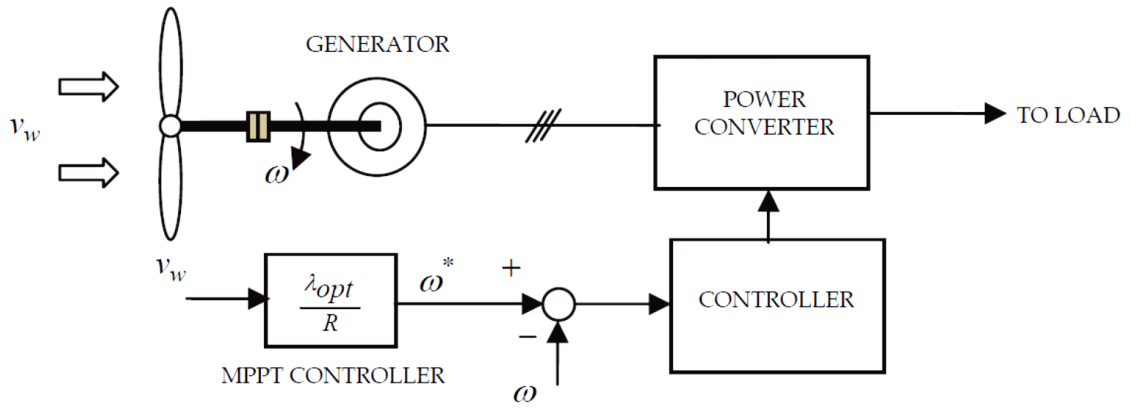 GENERATOR
v_w
ω
POWER
CONVERTER
TO LOAD
v_w
λ_opt
R
ω*
+
−
ω
CONTROLLER
MPPT CONTROLLER